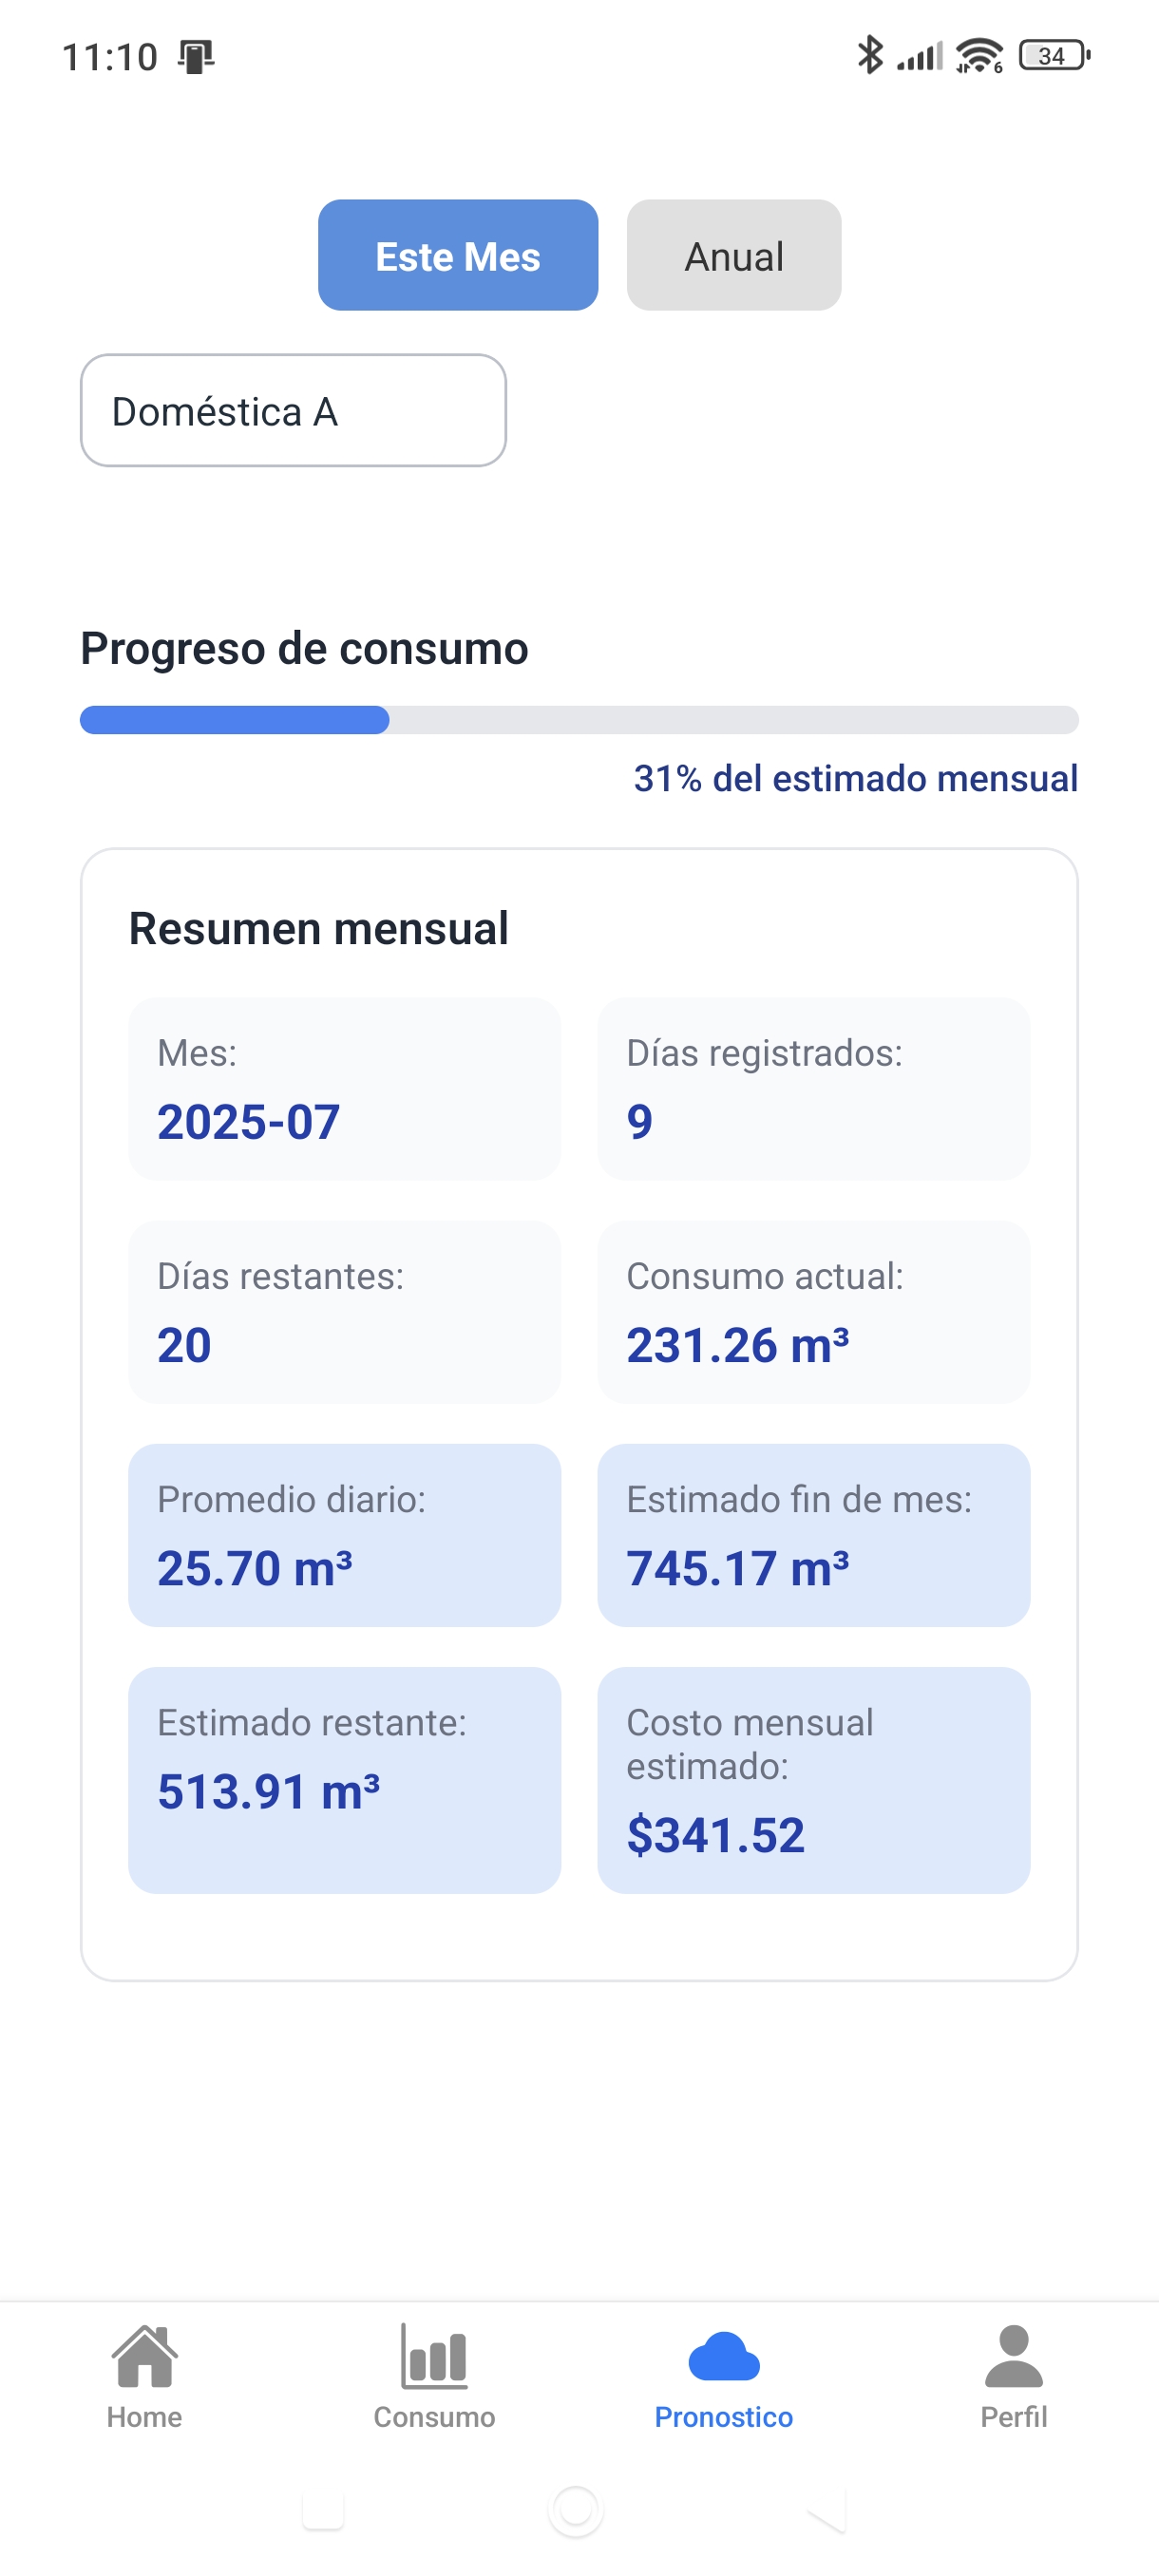 11:10
6
34
Este Mes
Anual
Doméstica A
Progreso de consumo
31% del estimado mensual
Resumen mensual
Mes:
2025-07
Días registrados:
9
Días restantes:
20
Consumo actual:
231.26 m³
Promedio diario:
25.70 m³
Estimado fin de mes:
745.17 m³
Estimado restante:
513.91 m³
Costo mensual
estimado:
$341.52
Home
Consumo
Pronostico
Perfil